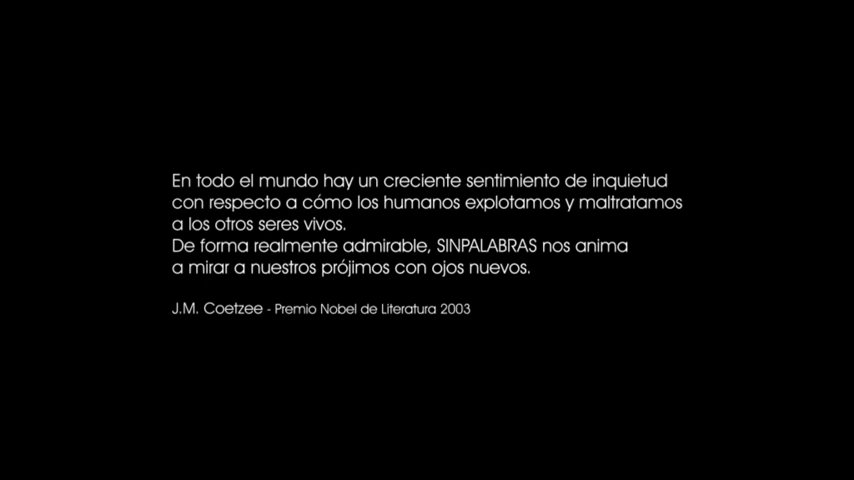 En todo el mundo hay un creciente sentimiento de inquietud
con respecto a cómo los humanos explotamos y maltratamos
a los otros seres vivos.
De forma realmente admirable, SINPALABRAS nos anima
a mirar a nuestros prójimos con ojos nuevos.
J.M. Coetzee - Premio Nobel de Literatura 2003